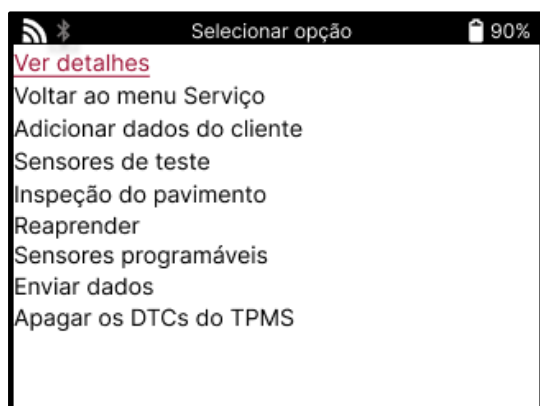 Selecionar opção 90%
Ver detalhes
Voltar ao menu Serviço
Adicionar dados do cliente
Sensores de teste
Inspeção do pavimento
Reaprender
Sensores programáveis
Enviar dados
Apagar os DTCs do TPMS